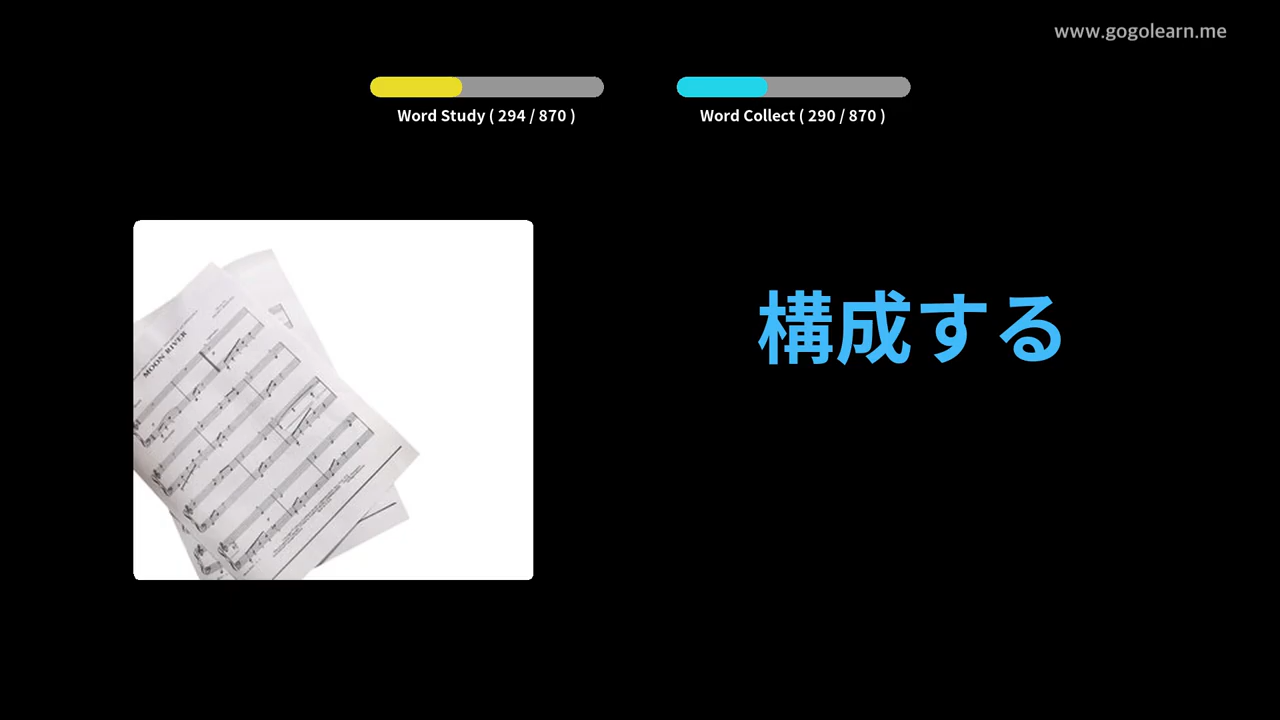 www.gogolearn.me
Word Study ( 294 / 870 )
Word Collect ( 290 / 870 )
MOON RIVER
構成する